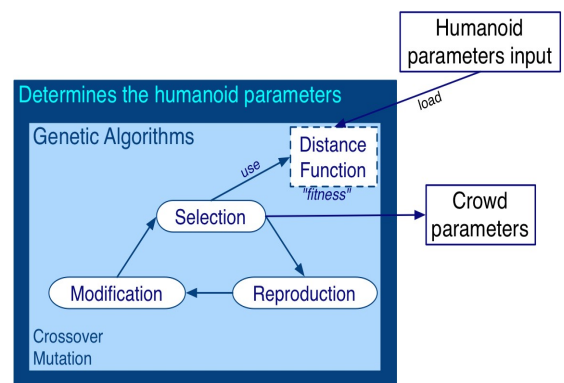 Humanoid
parameters input
load
Determines the humanoid parameters
Genetic Algorithms
Distance
Function
"fitness"
use
Selection
Crowd
parameters
Modification
Reproduction
Crossover
Mutation